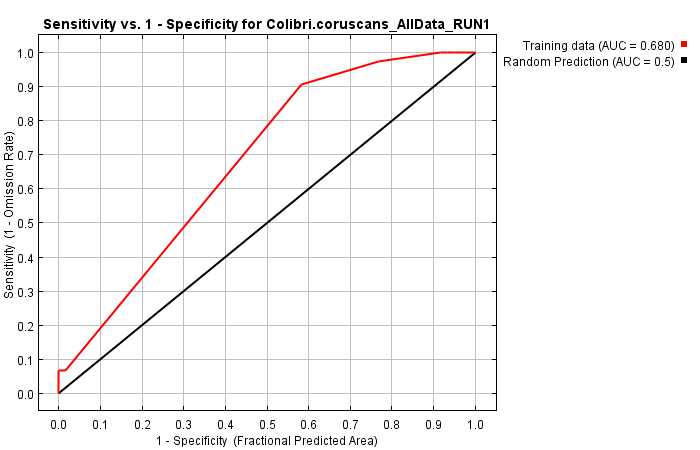 Sensitivity vs. 1 - Specificity for Colibri.coruscans_AllData_RUN1
Training data (AUC = 0.680)
Random Prediction (AUC = 0.5)
Sensitivity (1 - Omission Rate)
1.0
0.9
0.8
0.7
0.6
0.5
0.4
0.3
0.2
0.1
0.0
0.0 0.1 0.2 0.3 0.4 0.5 0.6 0.7 0.8 0.9 1.0
1 - Specificity (Fractional Predicted Area)